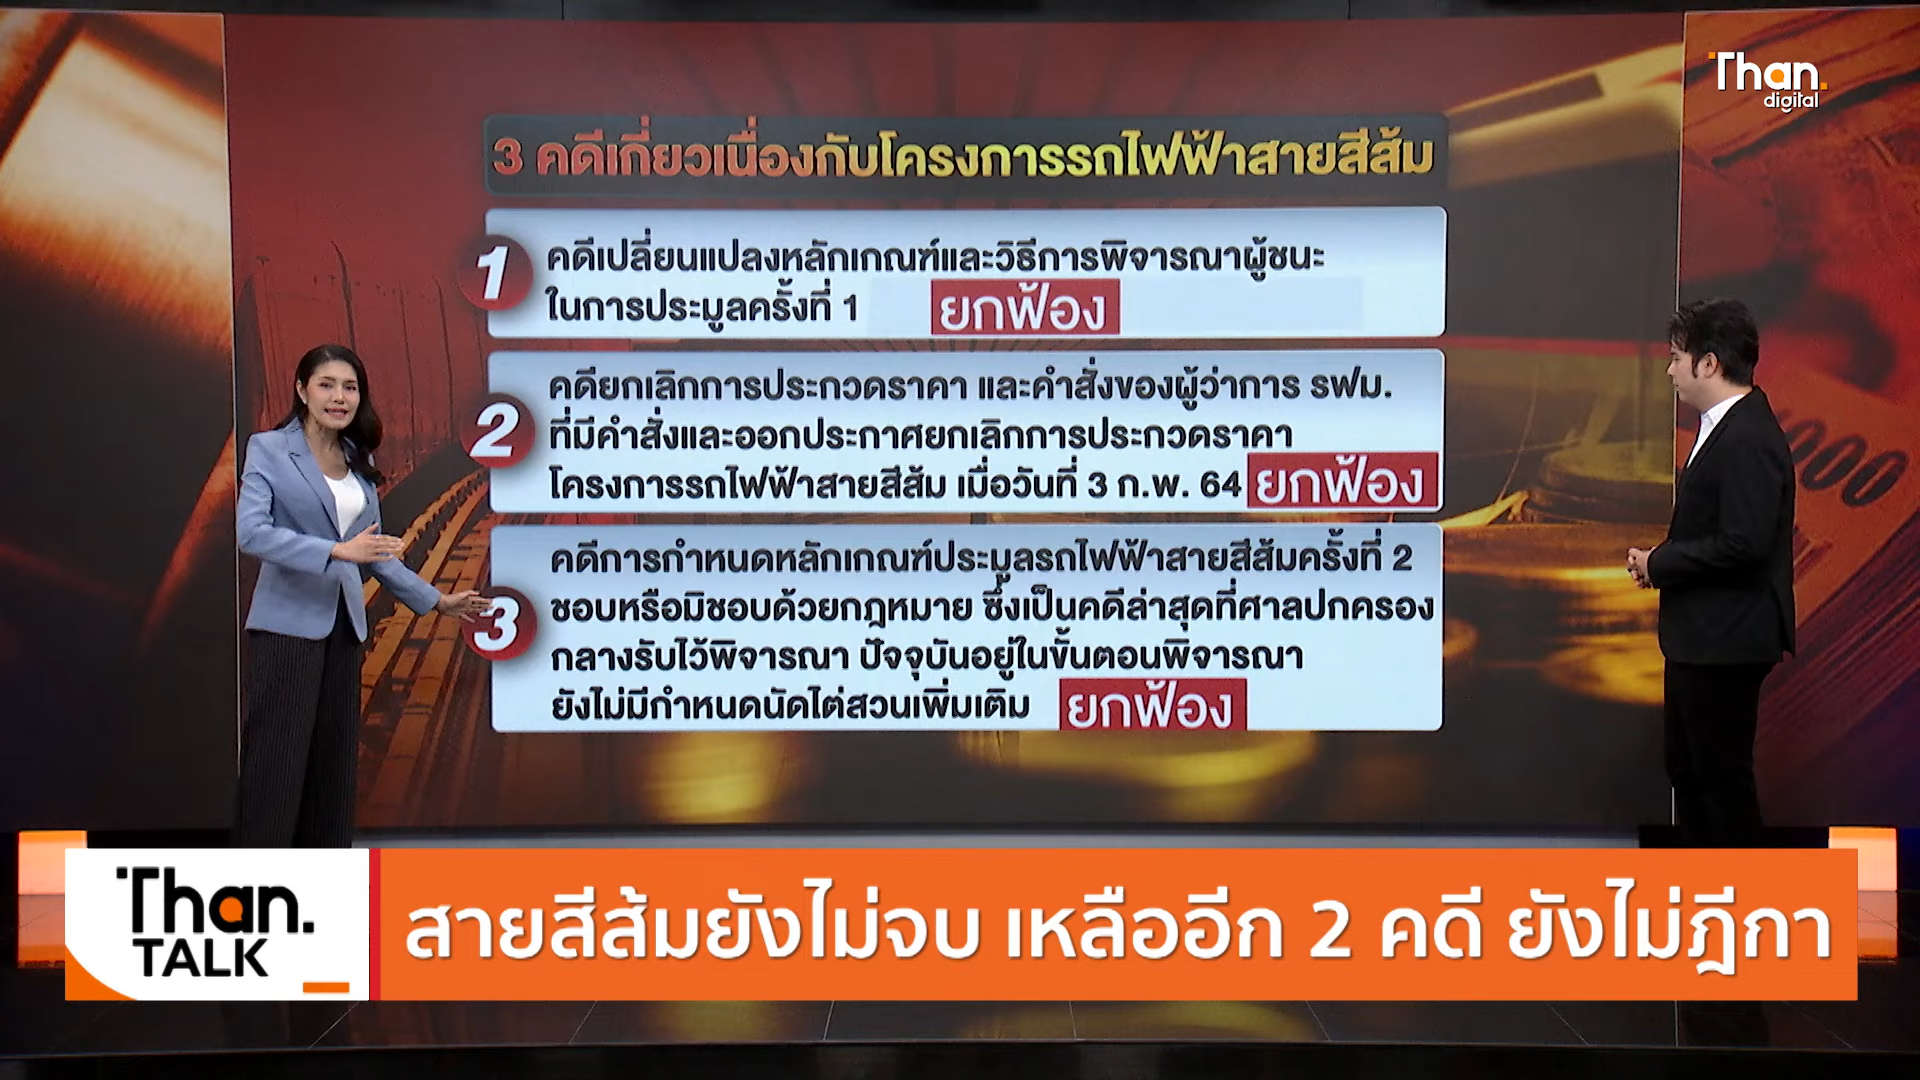 Than.
digital
3 คดีเกี่ยวเนื่องกับโครงการรถไฟฟ้าสายสีส้ม
1
คดีเปลี่ยนแปลงหลักเกณฑ์และวิธีการพิจารณาผู้ชนะ
ในการประมูลครั้งที่ 1 ยกฟ้อง
2
คดียกเลิกการประกวดราคา และคำสั่งของผู้ว่าการ รฟม.
ที่มีคำสั่งและออกประกาศยกเลิกการประกวดราคา
โครงการรถไฟฟ้าสายสีส้ม เมื่อวันที่ 3 ก.พ. 64 ยกฟ้อง
3
คดีการกำหนดหลักเกณฑ์ประมูลรถไฟฟ้าสายสีส้มครั้งที่ 2
ชอบหรือมิชอบด้วยกฎหมาย ซึ่งเป็นคดีล่าสุดที่ศาลปกครอง
กลางรับไว้พิจารณา ปัจจุบันอยู่ในขั้นตอนพิจารณา
ยังไม่มีกำหนดนัดไต่สวนเพิ่มเติม ยกฟ้อง
000
Than.
TALK
สายสีส้มยังไม่จบ เหลืออีก 2 คดี ยังไม่ฎีกา